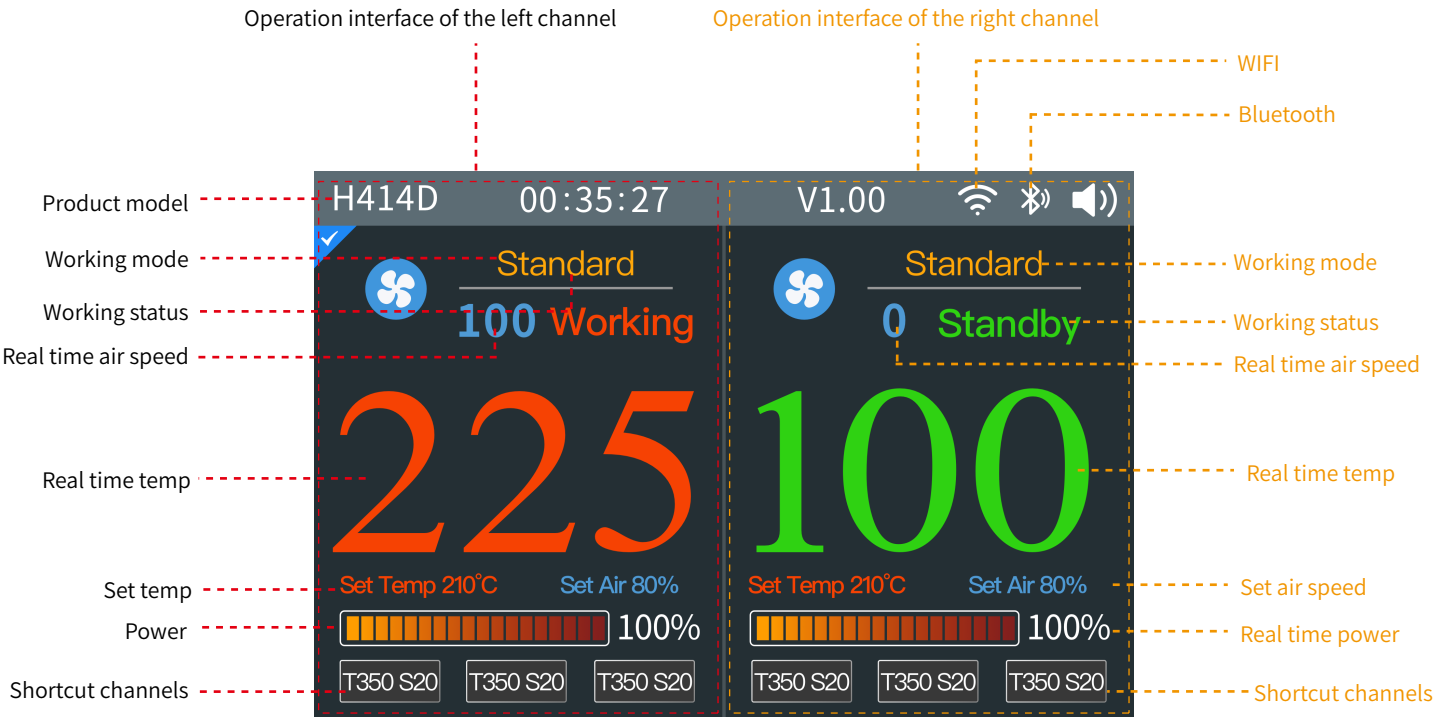 Operation interface of the left channel
Operation interface of the right channel
WIFI
Bluetooth
Product model
H414D
00:35:27
V1.00
Working mode
Standard
Standard
Working mode
Working status
100 Working
0 Standby
Working status
Real time air speed
Real time air speed
Real time temp
225
100
Real time temp
Set temp
Set Temp 210°C
Set Air 80%
Set Temp 210°C
Set Air 80%
Set air speed
Power
100%
100%
Real time power
Shortcut channels
T350 S20
T350 S20
T350 S20
T350 S20
T350 S20
T350 S20
Shortcut channels